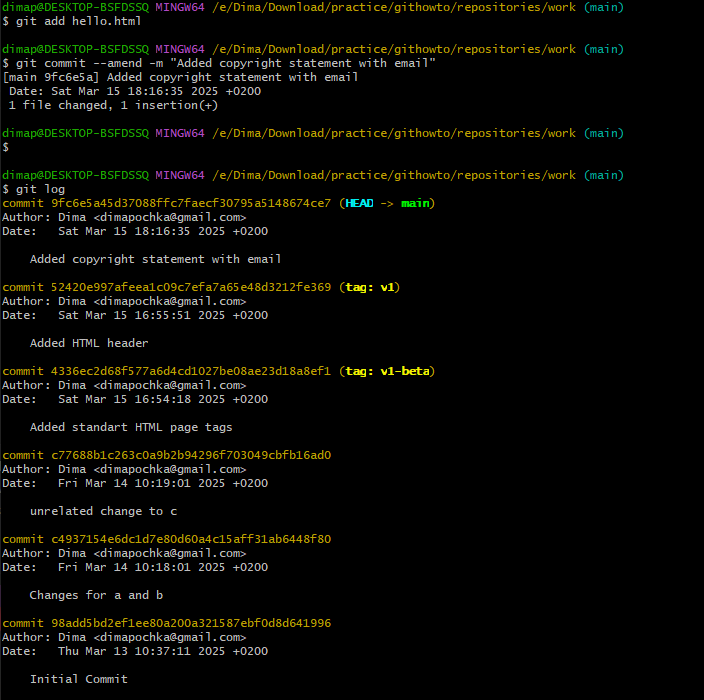 dimap@DESKTOP-BSFDSSQ MINGW64 /e/Dima/Download/practice/githowto/repositories/work (main)
$ git add hello.html
dimap@DESKTOP-BSFDSSQ MINGW64 /e/Dima/Download/practice/githowto/repositories/work (main)
$ git commit --amend -m "Added copyright statement with email"
[main 9fc6e5a] Added copyright statement with email
Date: Sat Mar 15 18:16:35 2025 +0200
1 file changed, 1 insertion(+)
dimap@DESKTOP-BSFDSSQ MINGW64 /e/Dima/Download/practice/githowto/repositories/work (main)
$
dimap@DESKTOP-BSFDSSQ MINGW64 /e/Dima/Download/practice/githowto/repositories/work (main)
$ git log
commit 9fc6e5a45d37088ffc7faecf30795a5148674ce7 (HEAD -> main)
Author: Dima <dimapochka@gmail.com>
Date:   Sat Mar 15 18:16:35 2025 +0200
Added copyright statement with email
commit 52420e997afeea1c09c7efa7a65e48d3212fe369 (tag: v1)
Author: Dima <dimapochka@gmail.com>
Date:   Sat Mar 15 16:55:51 2025 +0200
Added HTML header
commit 4336ec2d68f577a6d4cd1027be08ae23d18a8ef1 (tag: v1-beta)
Author: Dima <dimapochka@gmail.com>
Date:   Sat Mar 15 16:54:18 2025 +0200
Added standart HTML page tags
commit c77688b1c263c0a9b2b94296f703049cbfb16ad0
Author: Dima <dimapochka@gmail.com>
Date:   Fri Mar 14 10:19:01 2025 +0200
unrelated change to c
commit c4937154e6dc1d7e80d60a4c15aff31ab6448f80
Author: Dima <dimapochka@gmail.com>
Date:   Fri Mar 14 10:18:01 2025 +0200
Changes for a and b
commit 98add5bd2ef1ee80a200a321587ebf0d8d641996
Author: Dima <dimapochka@gmail.com>
Date:   Thu Mar 13 10:37:11 2025 +0200
Initial Commit